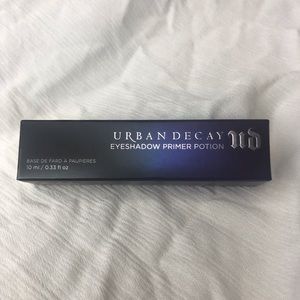 URBAN DECAY
EYESHADOW PRIMER POTION
UD
BASE DE FARD À PAUPIÈRES
10 ml / 0.33 fl oz